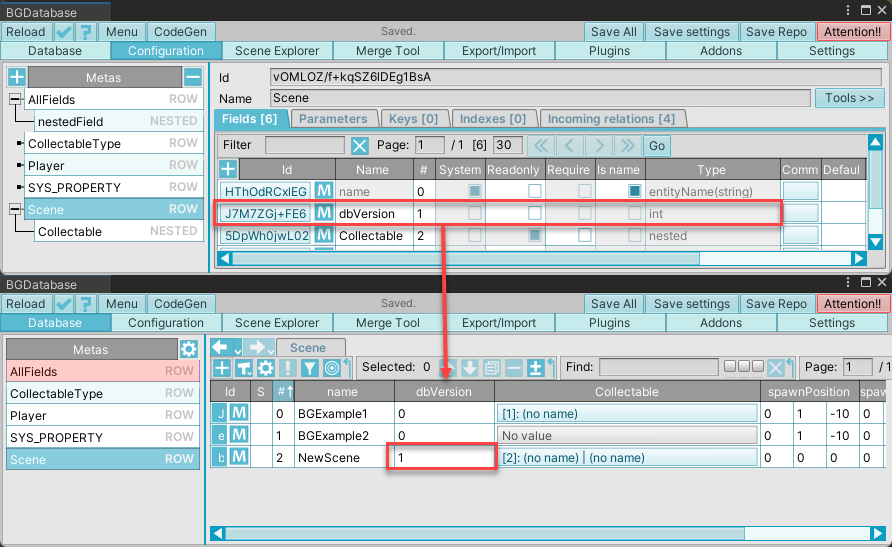 BGDatabase
Reload ? Menu CodeGen Saved. Save All Save settings Save Repo Attention!!
Database Configuration Scene Explorer Merge Tool Export/Import Plugins Addons Settings
Metas
AllFields ROW
nestedField NESTED
CollectableType ROW
Player ROW
SYS_PROPERTY ROW
Scene ROW
Collectable NESTED
Id vOMLOZ/f+kqSZ6lDEg1BsA
Name Scene Tools >>
Fields [6] Parameters Keys [0] Indexes [0] Incoming relations [4]
Filter Page: 1 / 1 [6] 30 Go
Id Name # System Readonly Require Is name Type Comm Defaul
HThOdRCxlEG M name 0 entityName(string)
J7M7ZGj+FE6 M dbVersion 1 int
5DpWh0jwL02 M Collectable 2 nested
BGDatabase
Reload ? Menu CodeGen Saved. Save All Save settings Save Repo Attention!!
Database Configuration Scene Explorer Merge Tool Export/Import Plugins Addons Settings
Metas
AllFields ROW
CollectableType ROW
Player ROW
SYS_PROPERTY ROW
Scene ROW
Scene
Selected: 0 Find: Page: 1 / 1
Id S # name dbVersion Collectable spawnPosition spaw
J M 0 BGExample1 0 [1]: (no name) 0 1 -10 0
e M 1 BGExample2 0 No value 0 1 -10 0
b M 2 NewScene 1 [2]: (no name) | (no name) 0 0 0 0